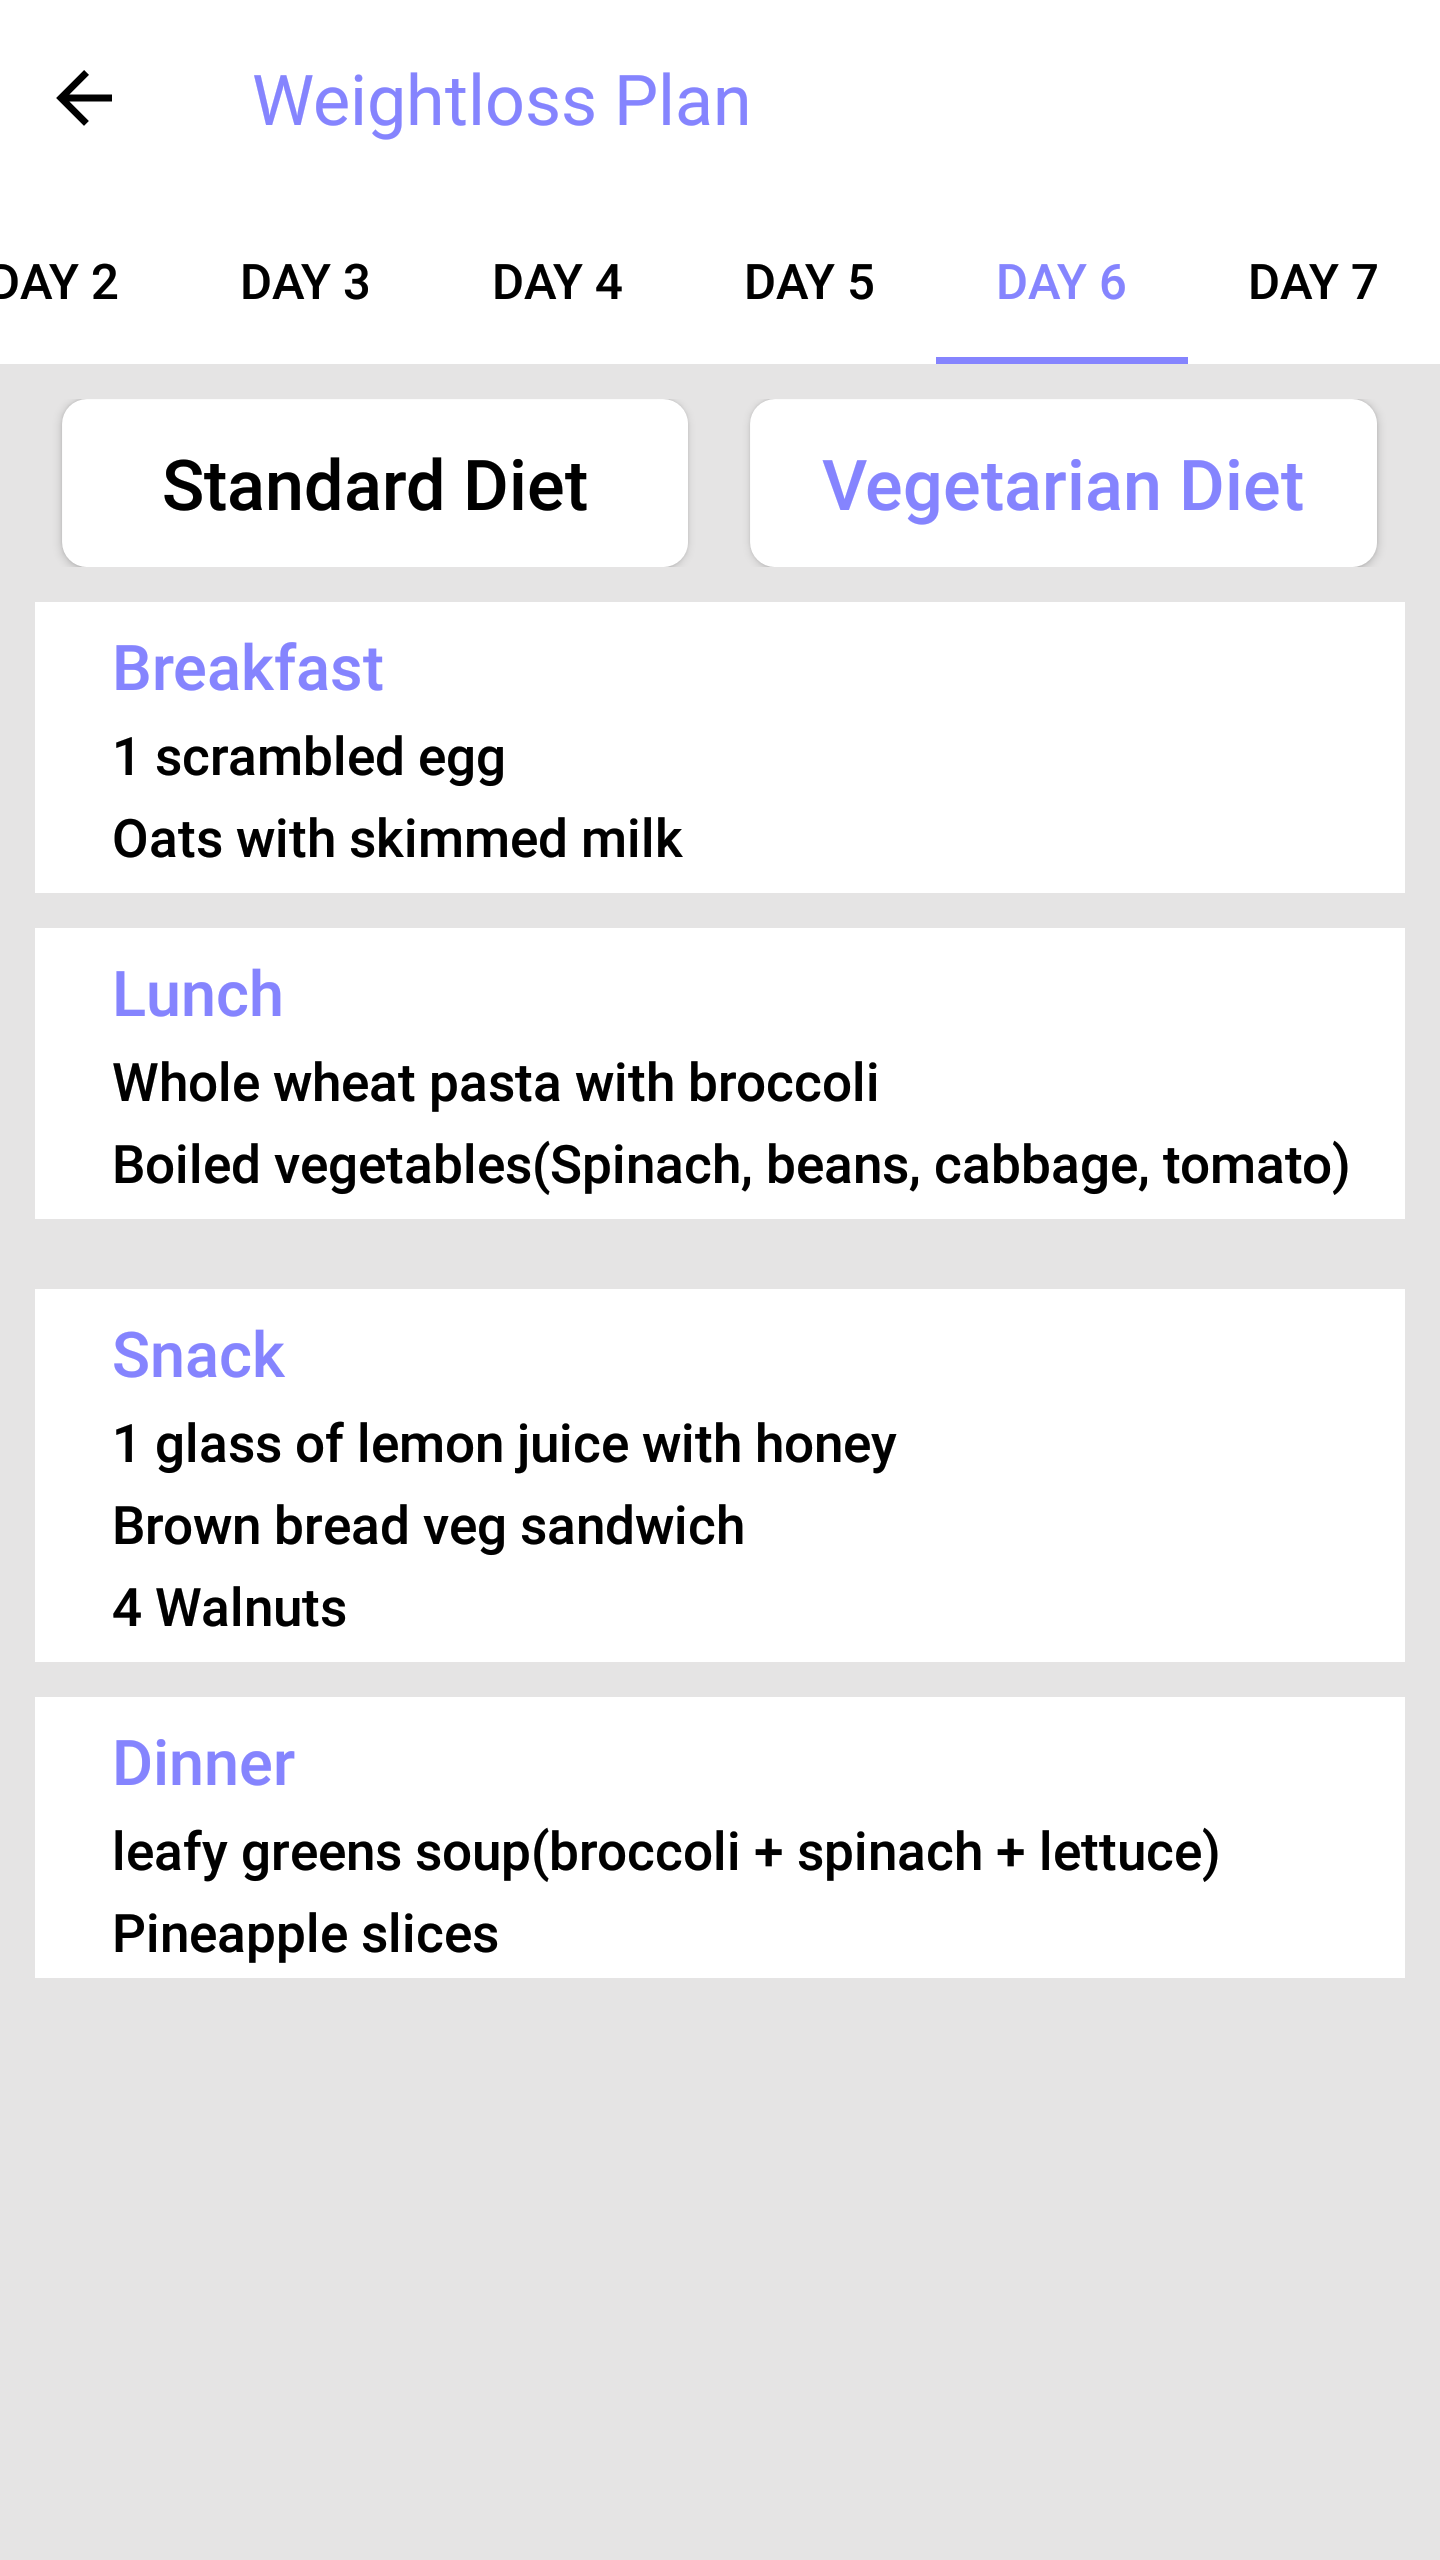 Weightloss Plan
DAY 2 DAY 3 DAY 4 DAY 5 DAY 6 DAY 7
Standard Diet Vegetarian Diet
Breakfast
1 scrambled egg
Oats with skimmed milk
Lunch
Whole wheat pasta with broccoli
Boiled vegetables(Spinach, beans, cabbage, tomato)
Snack
1 glass of lemon juice with honey
Brown bread veg sandwich
4 Walnuts
Dinner
leafy greens soup(broccoli + spinach + lettuce)
Pineapple slices